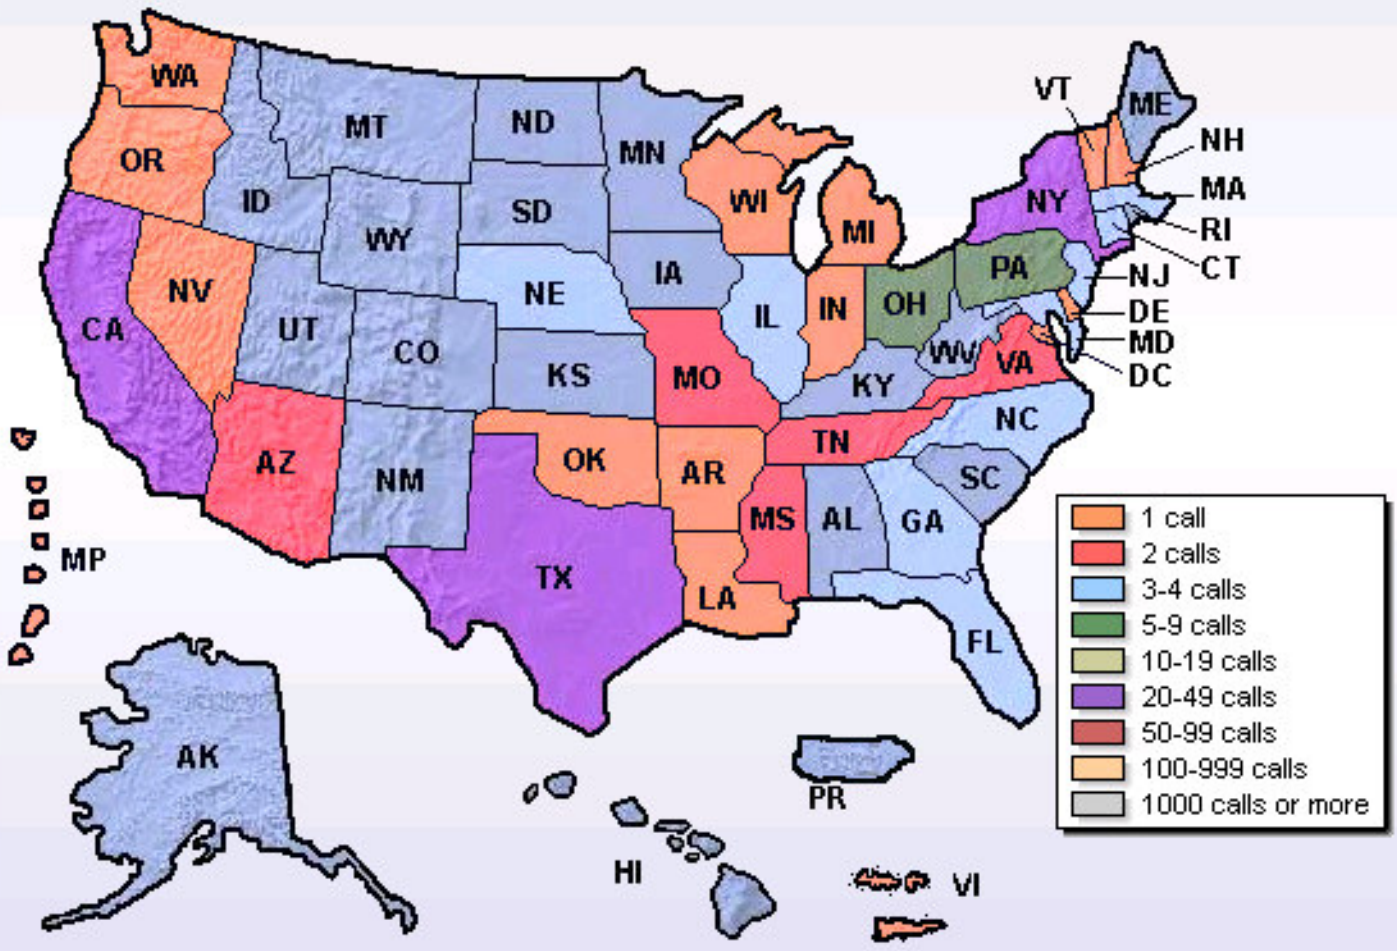 WA
MT
ND
MN
VT
ME
NH
OR
ID
SD
WI
MI
NY
MA
RI
WY
CT
NV
NE
IA
PA
NJ
CA
UT
CO
IL
IN
OH
DE
MD
DC
KS
MO
KY
WV
VA
AZ
NM
OK
AR
TN
NC
SC
MS
AL
GA
MP
TX
LA
FL
AK
HI
PR
VI
1 call
2 calls
3-4 calls
5-9 calls
10-19 calls
20-49 calls
50-99 calls
100-999 calls
1000 calls or more